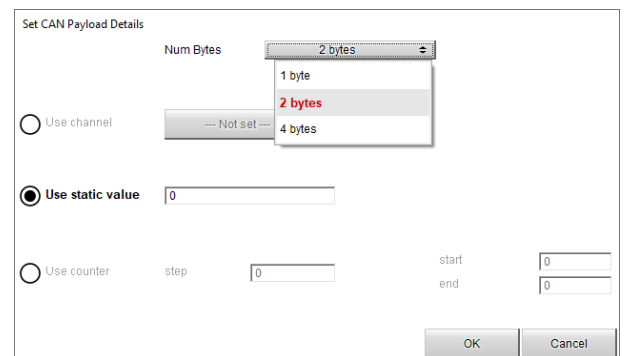 Set CAN Payload Details
Num Bytes 2 bytes
1 byte
2 bytes
4 bytes
Use channel --- Not set ---
Use static value 0
Use counter step 0 start 0
end 0
OK Cancel